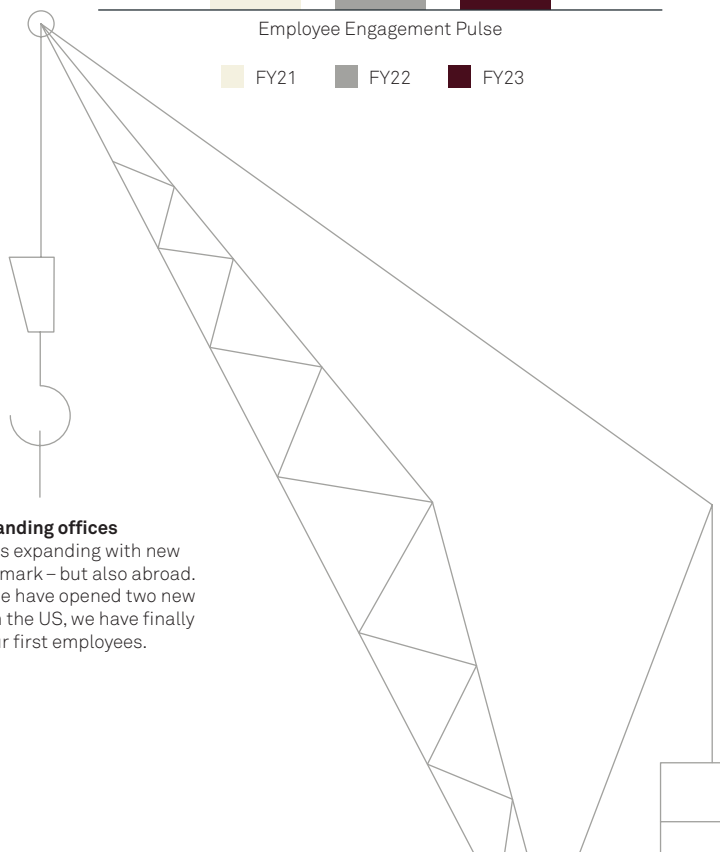 Employee Engagement Pulse
FY21 FY22 FY23
anding offices
s expanding with new
mark – but also abroad.
e have opened two new
the US, we have finally
r first employees.